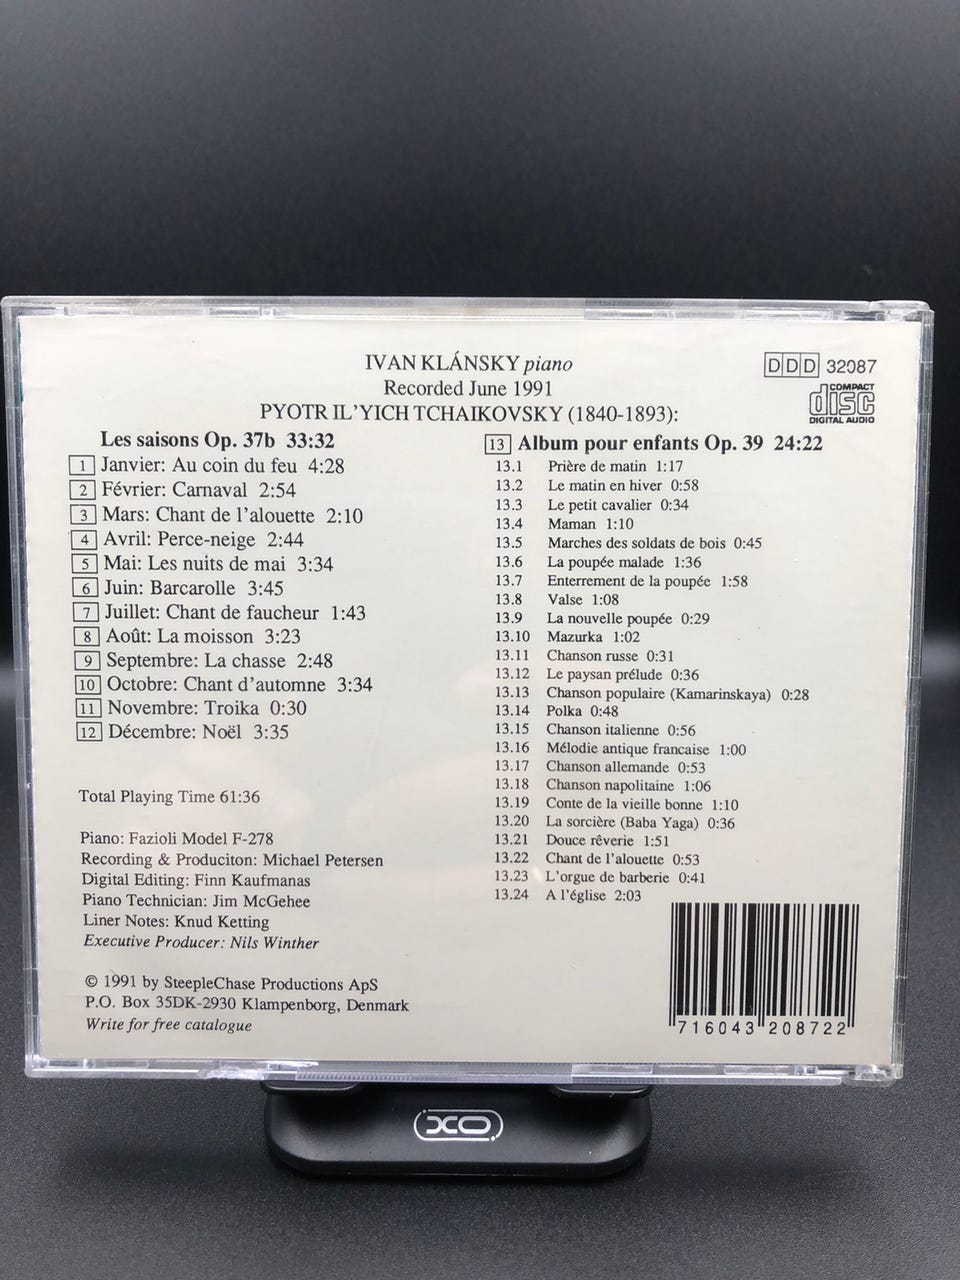 IVAN KLÁNSKY piano
Recorded June 1991
PYOTR IL'YICH TCHAIKOVSKY (1840-1893):
DDD 32087
COMPACT
disc
DIGITAL AUDIO
Les saisons Op. 37b 33:32
1 Janvier: Au coin du feu 4:28
2 Février: Carnaval 2:54
3 Mars: Chant de l'alouette 2:10
4 Avril: Perce-neige 2:44
5 Mai: Les nuits de mai 3:34
6 Juin: Barcarolle 3:45
7 Juillet: Chant de faucheur 1:43
8 Août: La moisson 3:23
9 Septembre: La chasse 2:48
10 Octobre: Chant d'automne 3:34
11 Novembre: Troika 0:30
12 Décembre: Noël 3:35
Total Playing Time 61:36
Piano: Fazioli Model F-278
Recording & Produciton: Michael Petersen
Digital Editing: Finn Kaufmanas
Piano Technician: Jim McGehee
Liner Notes: Knud Ketting
Executive Producer: Nils Winther
© 1991 by SteepleChase Productions ApS
P.O. Box 35DK-2930 Klampenborg, Denmark
Write for free catalogue
13 Album pour enfants Op. 39 24:22
13.1 Prière de matin 1:17
13.2 Le matin en hiver 0:58
13.3 Le petit cavalier 0:34
13.4 Maman 1:10
13.5 Marches des soldats de bois 0:45
13.6 La poupée malade 1:36
13.7 Enterrement de la poupée 1:58
13.8 Valse 1:08
13.9 La nouvelle poupée 0:29
13.10 Mazurka 1:02
13.11 Chanson russe 0:31
13.12 Le paysan prélude 0:36
13.13 Chanson populaire (Kamarinskaya) 0:28
13.14 Polka 0:48
13.15 Chanson italienne 0:56
13.16 Mélodie antique francaise 1:00
13.17 Chanson allemande 0:53
13.18 Chanson napolitaine 1:06
13.19 Conte de la vieille bonne 1:10
13.20 La sorcière (Baba Yaga) 0:36
13.21 Douce rêverie 1:51
13.22 Chant de l'alouette 0:53
13.23 L'orgue de barberie 0:41
13.24 A l'église 2:03
7 16043 20872 2
XO